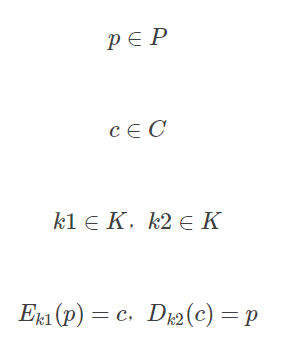 p ∈ P
c ∈ C
k1 ∈ K, k2 ∈ K
E_{k1}(p) = c, D_{k2}(c) = p